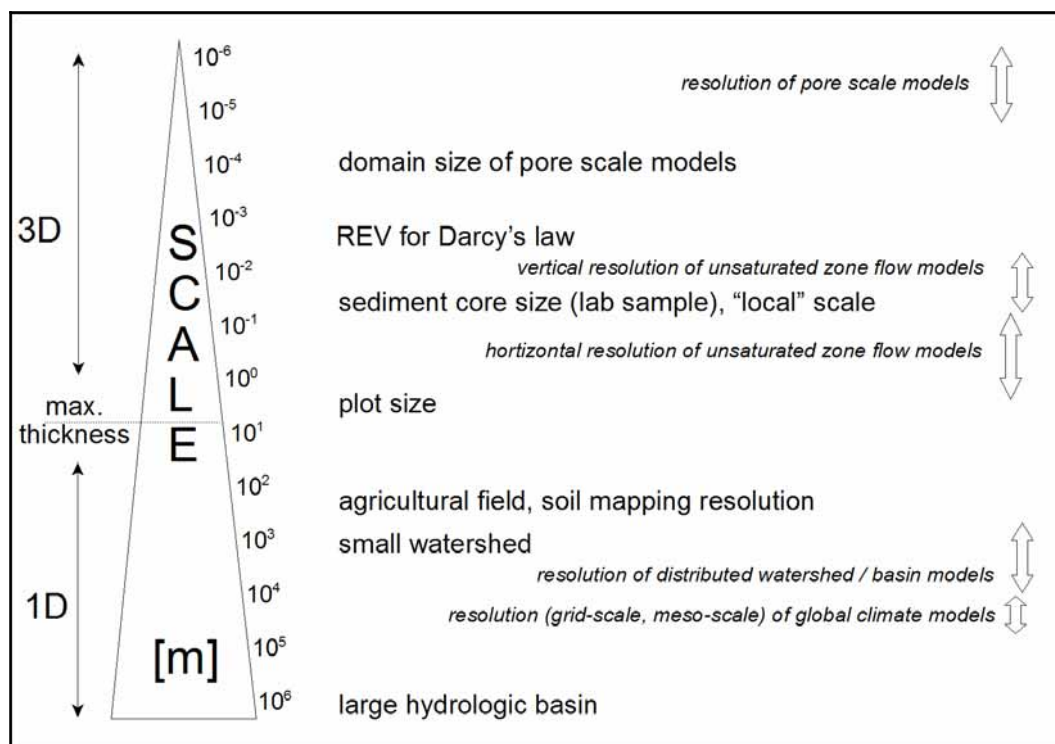 10-6
resolution of pore scale models
10-5
10-4
domain size of pore scale models
3D
10-3
REV for Darcy's law
10-2
vertical resolution of unsaturated zone flow models
sediment core size (lab sample), “local” scale
10-1
hortizontal resolution of unsaturated zone flow models
100
SCALE
plot size
max.
thickness
101
102
agricultural field, soil mapping resolution
103
small watershed
resolution of distributed watershed / basin models
1D
104
resolution (grid-scale, meso-scale) of global climate models
105
[m]
106
large hydrologic basin